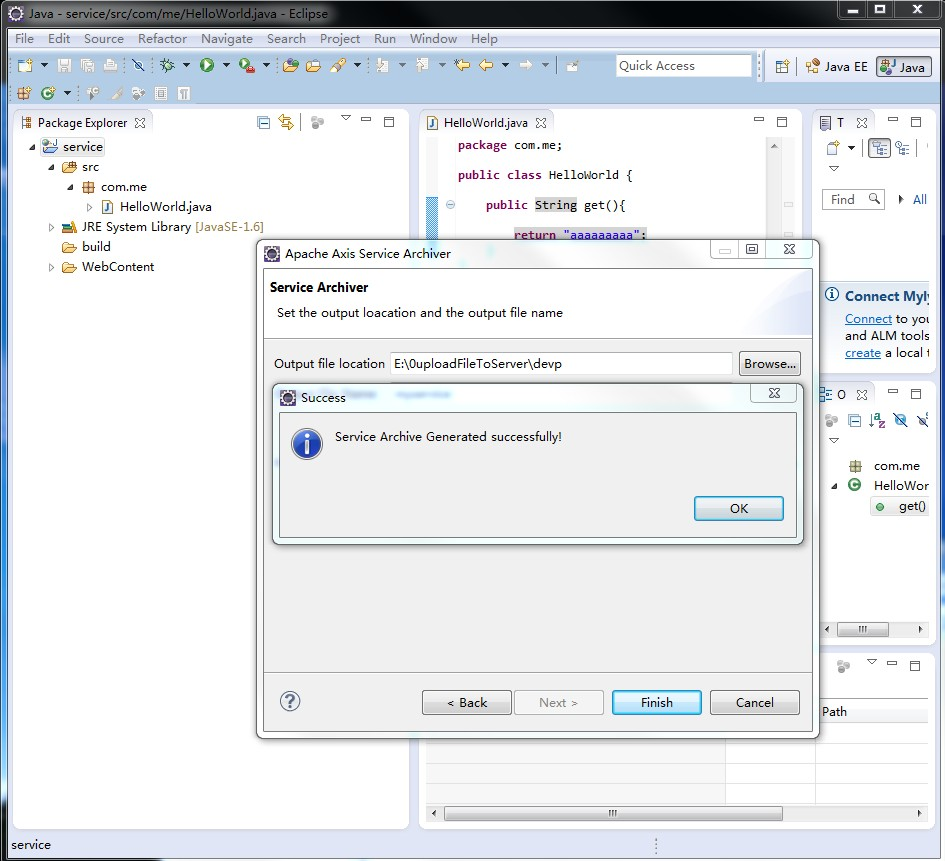 Java - service/src/com/me/HelloWorld.java - Eclipse
File Edit Source Refactor Navigate Search Project Run Window Help
Quick Access
Java EE
Java
Package Explorer
service
src
com.me
HelloWorld.java
JRE System Library [JavaSE-1.6]
build
WebContent
HelloWorld.java
package com.me;
public class HelloWorld {
public String get(){
return "aaaaaaaaa";
T
Find
All
Connect Myly
Connect to you
and ALM tools
create a local t
O
com.me
HelloWor
get()
Apache Axis Service Archiver
Service Archiver
Set the output loacation and the output file name
Output file location
E:\0uploadFileToServer\devp
Browse...
Success
Service Archive Generated successfully!
OK
< Back
Next >
Finish
Cancel
Path
service